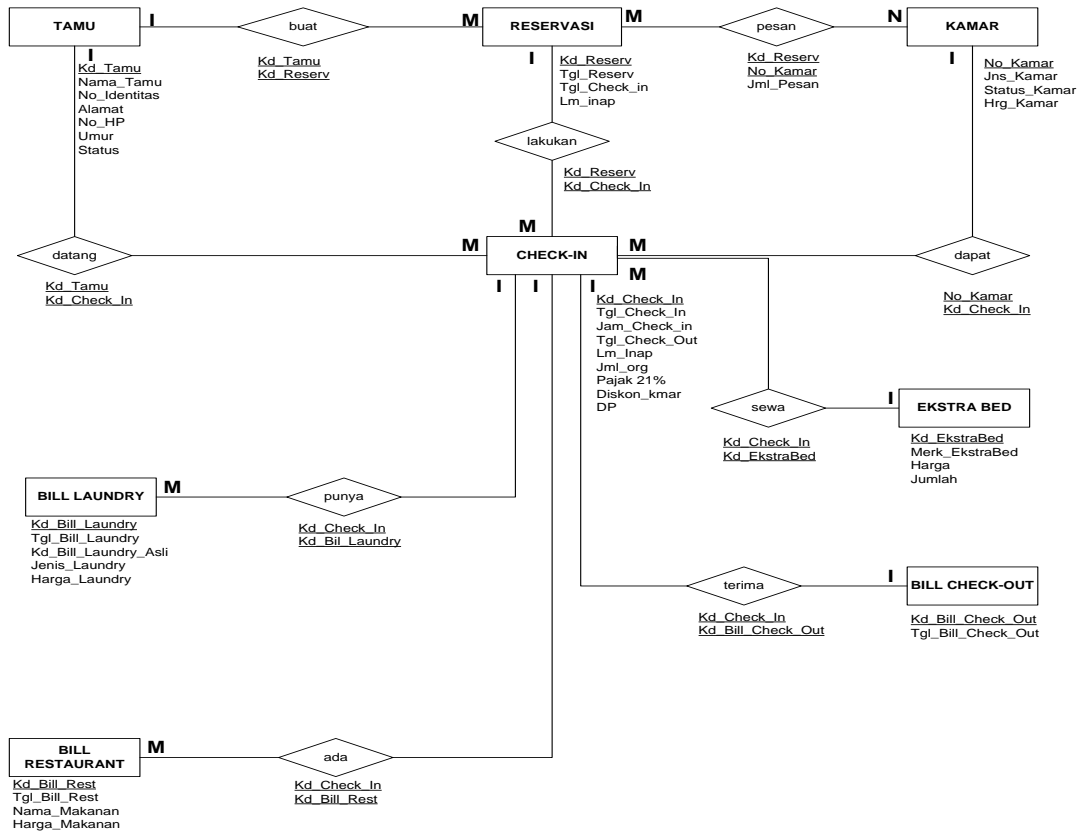 TAMU
I
buat
M
RESERVASI
M
pesan
N
KAMAR
I
Kd_Tamu
Nama_Tamu
No_Identitas
Alamat
No_HP
Umur
Status
Kd_Tamu
Kd_Reserv
I
Kd_Reserv
Tgl_Reserv
Tgl_Check_in
Lm_inap
Kd_Reserv
No_Kamar
Jml_Pesan
I
No_Kamar
Jns_Kamar
Status_Kamar
Hrg_Kamar
lakukan
Kd_Reserv
Kd_Check_In
M
datang
M
CHECK-IN
M
dapat
Kd_Tamu
Kd_Check_In
I
I
I
M
No_Kamar
Kd_Check_In
Kd_Check_In
Tgl_Check_In
Jam_Check_in
Tgl_Check_Out
Lm_Inap
Jml_org
Pajak 21%
Diskon_kmar
DP
sewa
I
EKSTRA BED
Kd_Check_In
Kd_EkstraBed
Kd_EkstraBed
Merk_EkstraBed
Harga
Jumlah
BILL LAUNDRY
M
punya
Kd_Bill_Laundry
Tgl_Bill_Laundry
Kd_Bill_Laundry_Asli
Jenis_Laundry
Harga_Laundry
Kd_Check_In
Kd_Bil_Laundry
terima
I
BILL CHECK-OUT
Kd_Check_In
Kd_Bill_Check_Out
Kd_Bill_Check_Out
Tgl_Bill_Check_Out
BILL
RESTAURANT
M
ada
Kd_Bill_Rest
Tgl_Bill_Rest
Nama_Makanan
Harga_Makanan
Kd_Check_In
Kd_Bill_Rest